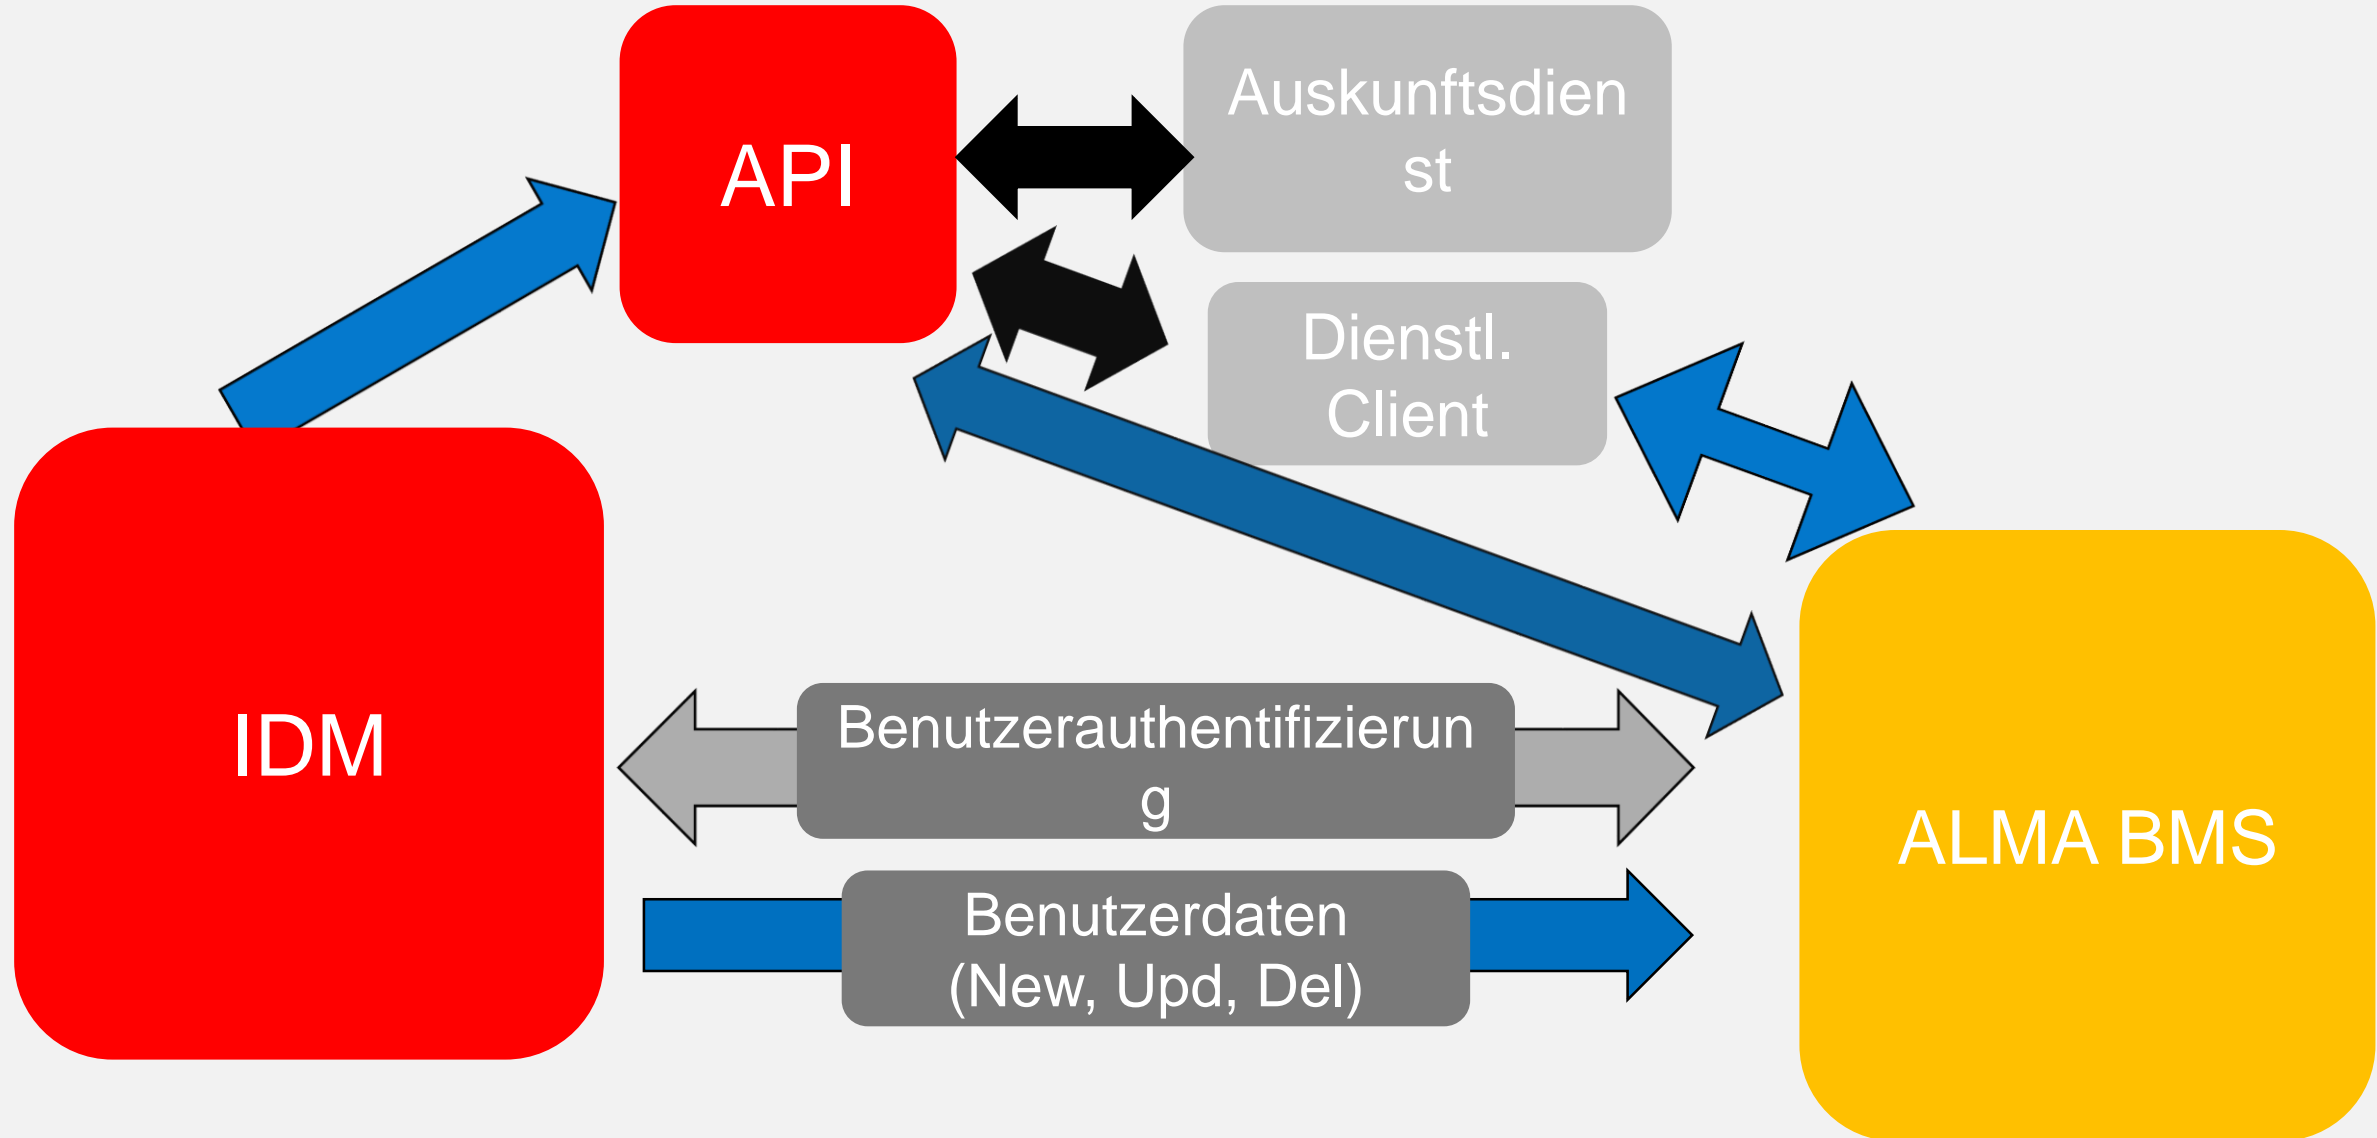 API
Auskunftsdien
st
Dienstl.
Client
IDM
Benutzerauthentifizierun
g
ALMA BMS
Benutzerdaten
(New, Upd, Del)